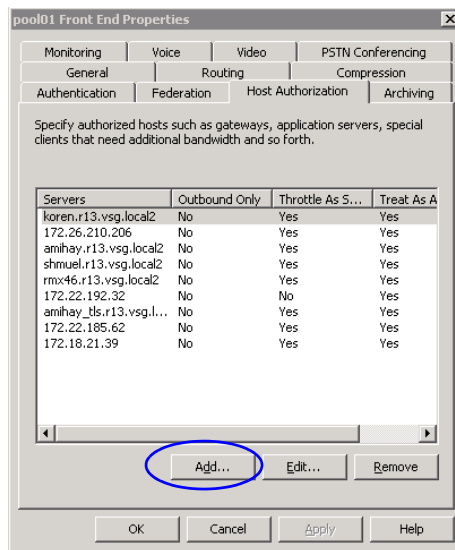 pool01 Front End Properties
Monitoring Voice Video PSTN Conferencing
General Routing Compression
Authentication Federation Host Authorization Archiving
Specify authorized hosts such as gateways, application servers, special
clients that need additional bandwidth and so forth.
Servers Outbound Only Throttle As S... Treat As A
koren.r13.vsg.local2 No Yes Yes
172.26.210.206 No Yes Yes
amihay.r13.vsg.local2 No Yes Yes
shmuel.r13.vsg.local2 No Yes Yes
rmx46.r13.vsg.local2 No Yes Yes
172.22.192.32 No No Yes
amihay_tls.r13.vsg.l... No Yes Yes
172.22.185.62 No Yes Yes
172.18.21.39 No Yes Yes
Add... Edit... Remove
OK Cancel Apply Help